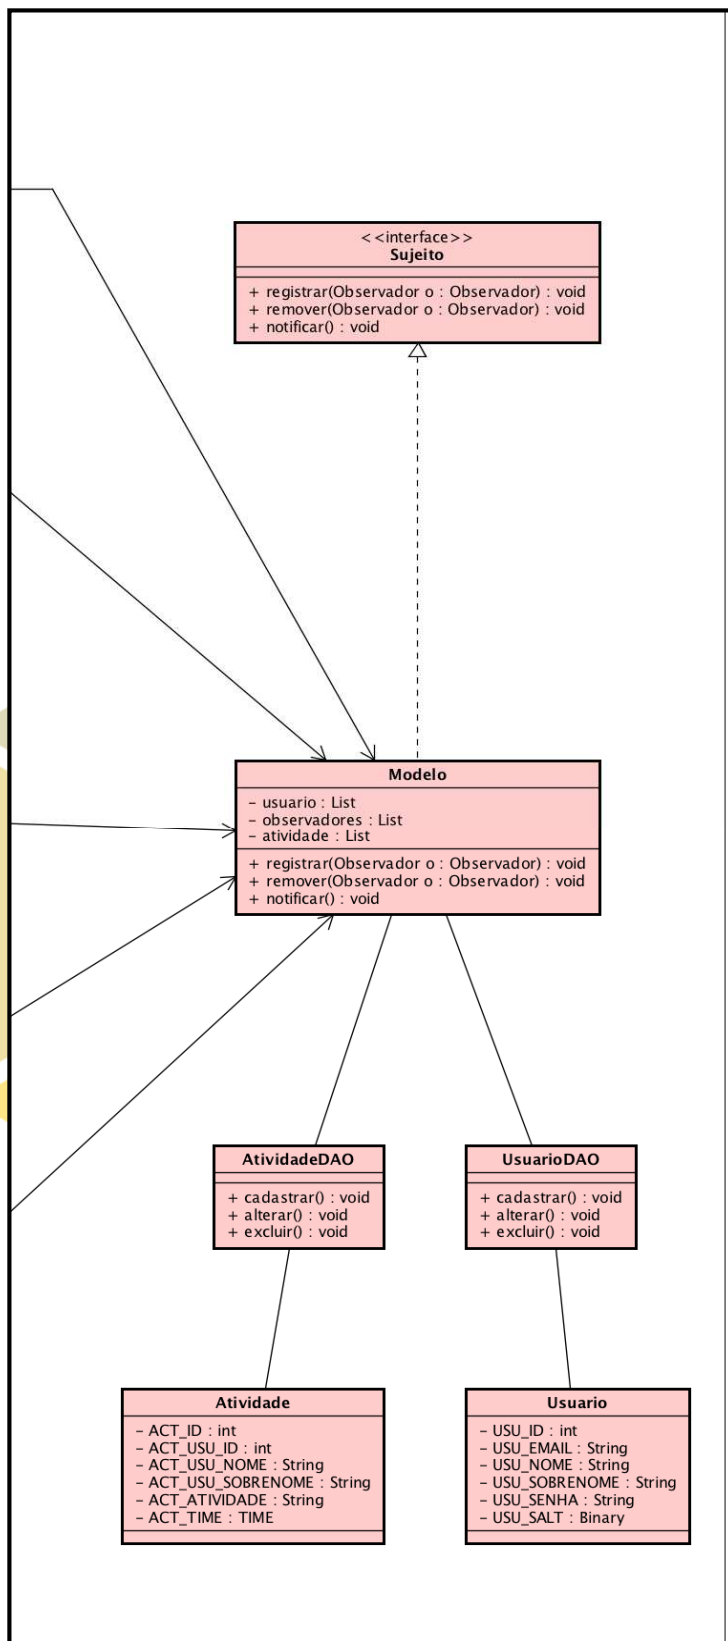 <<interface>>
Sujeito
+ registrar(Observador o : Observador) : void
+ remover(Observador o : Observador) : void
+ notificar() : void
Modelo
– usuario : List
– observadores : List
– atividade : List
+ registrar(Observador o : Observador) : void
+ remover(Observador o : Observador) : void
+ notificar() : void
AtividadeDAO
+ cadastrar() : void
+ alterar() : void
+ excluir() : void
UsuarioDAO
+ cadastrar() : void
+ alterar() : void
+ excluir() : void
Atividade
– ACT_ID : int
– ACT_USU_ID : int
– ACT_USU_NOME : String
– ACT_USU_SOBRENOME : String
– ACT_ATIVIDADE : String
– ACT_TIME : TIME
Usuario
– USU_ID : int
– USU_EMAIL : String
– USU_NOME : String
– USU_SOBRENOME : String
– USU_SENHA : String
– USU_SALT : Binary